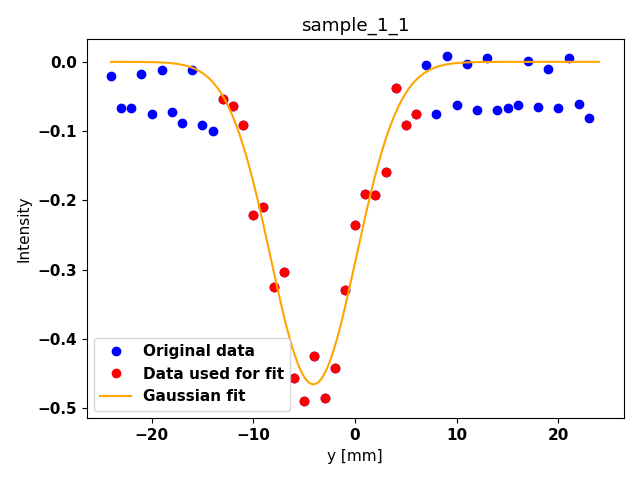 sample_1_1
0.0
−0.1
−0.2
−0.3
−0.4
−0.5
Intensity
Original data
Data used for fit
Gaussian fit
−20
−10
0
10
20
y [mm]